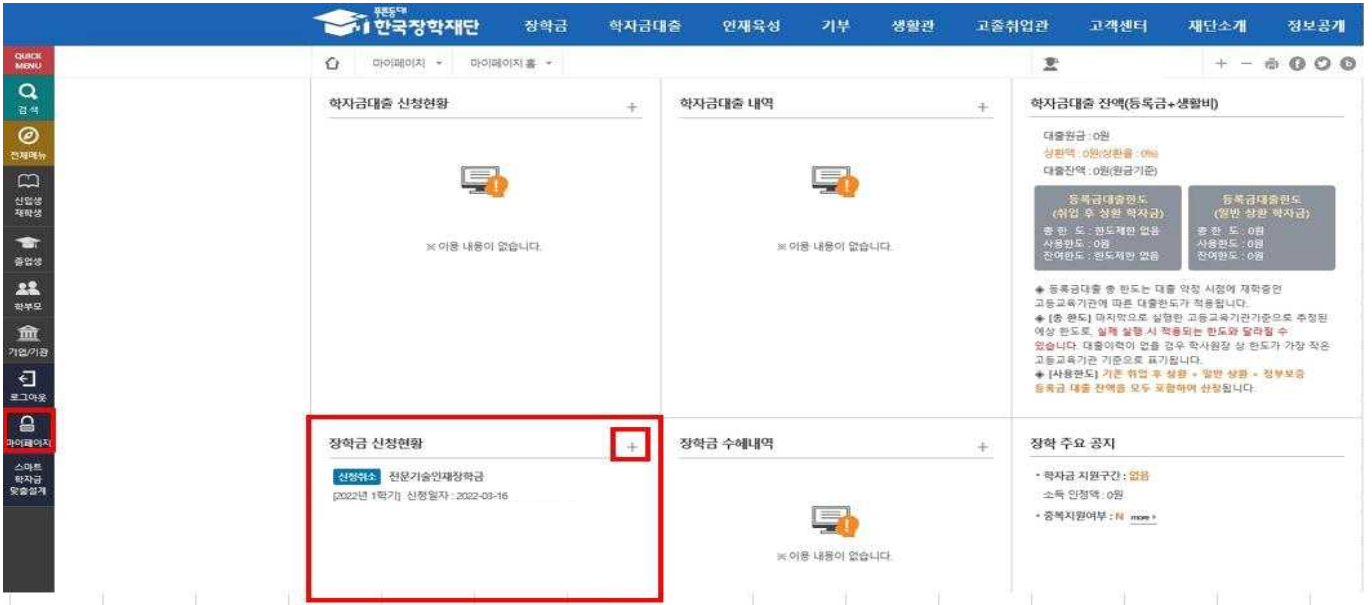 푸른등대
한국장학재단
장학금
학자금대출
인재육성
기부
생활관
고졸취업관
고객센터
재단소개
정보공개
QUICK
MENU
검색
전체메뉴
신입생
재학생
졸업생
학부모
기업/기관
로그아웃
마이페이지
스마트
학자금
맞춤설계
마이페이지
마이페이지 홈
학자금대출 신청현황
※ 이용 내용이 없습니다.
학자금대출 내역
※ 이용 내용이 없습니다.
학자금대출 잔액(등록금+생활비)
대출원금 : 0원
상환액 : 0원(상환율 : 0%)
대출잔액 : 0원(원금기준)
등록금대출한도
(취업 후 상환 학자금)
총 한 도 : 한도제한 없음
사용한도 : 0원
잔여한도 : 한도제한 없음
등록금대출한도
(일반 상환 학자금)
총 한 도 : 0원
사용한도 : 0원
잔여한도 : 0원
◈ 등록금대출 총 한도는 대출 약정 시점에 재학중인
고등교육기관에 따른 대출한도가 적용됩니다.
◈ [총 한도] 마지막으로 실행한 고등교육기관기준으로 추정된
예상 한도로, 실제 실행 시 적용되는 한도와 달라질 수
있습니다. 대출이력이 없을 경우 학사원장 상 한도가 가장 작은
고등교육기관 기준으로 표기됩니다.
◈ [사용한도] 기존 취업 후 상환 + 일반 상환 + 정부보증
등록금 대출 잔액을 모두 포함하여 산정됩니다.
장학금 신청현황
신청취소 전문기술인재장학금
[2022년 1학기] 신청일자 : 2022-03-16
장학금 수혜내역
※ 이용 내용이 없습니다.
장학 주요 공지
• 학자금 지원구간 : 없음
소득 인정액 : 0원
• 중복지원여부 : N more >